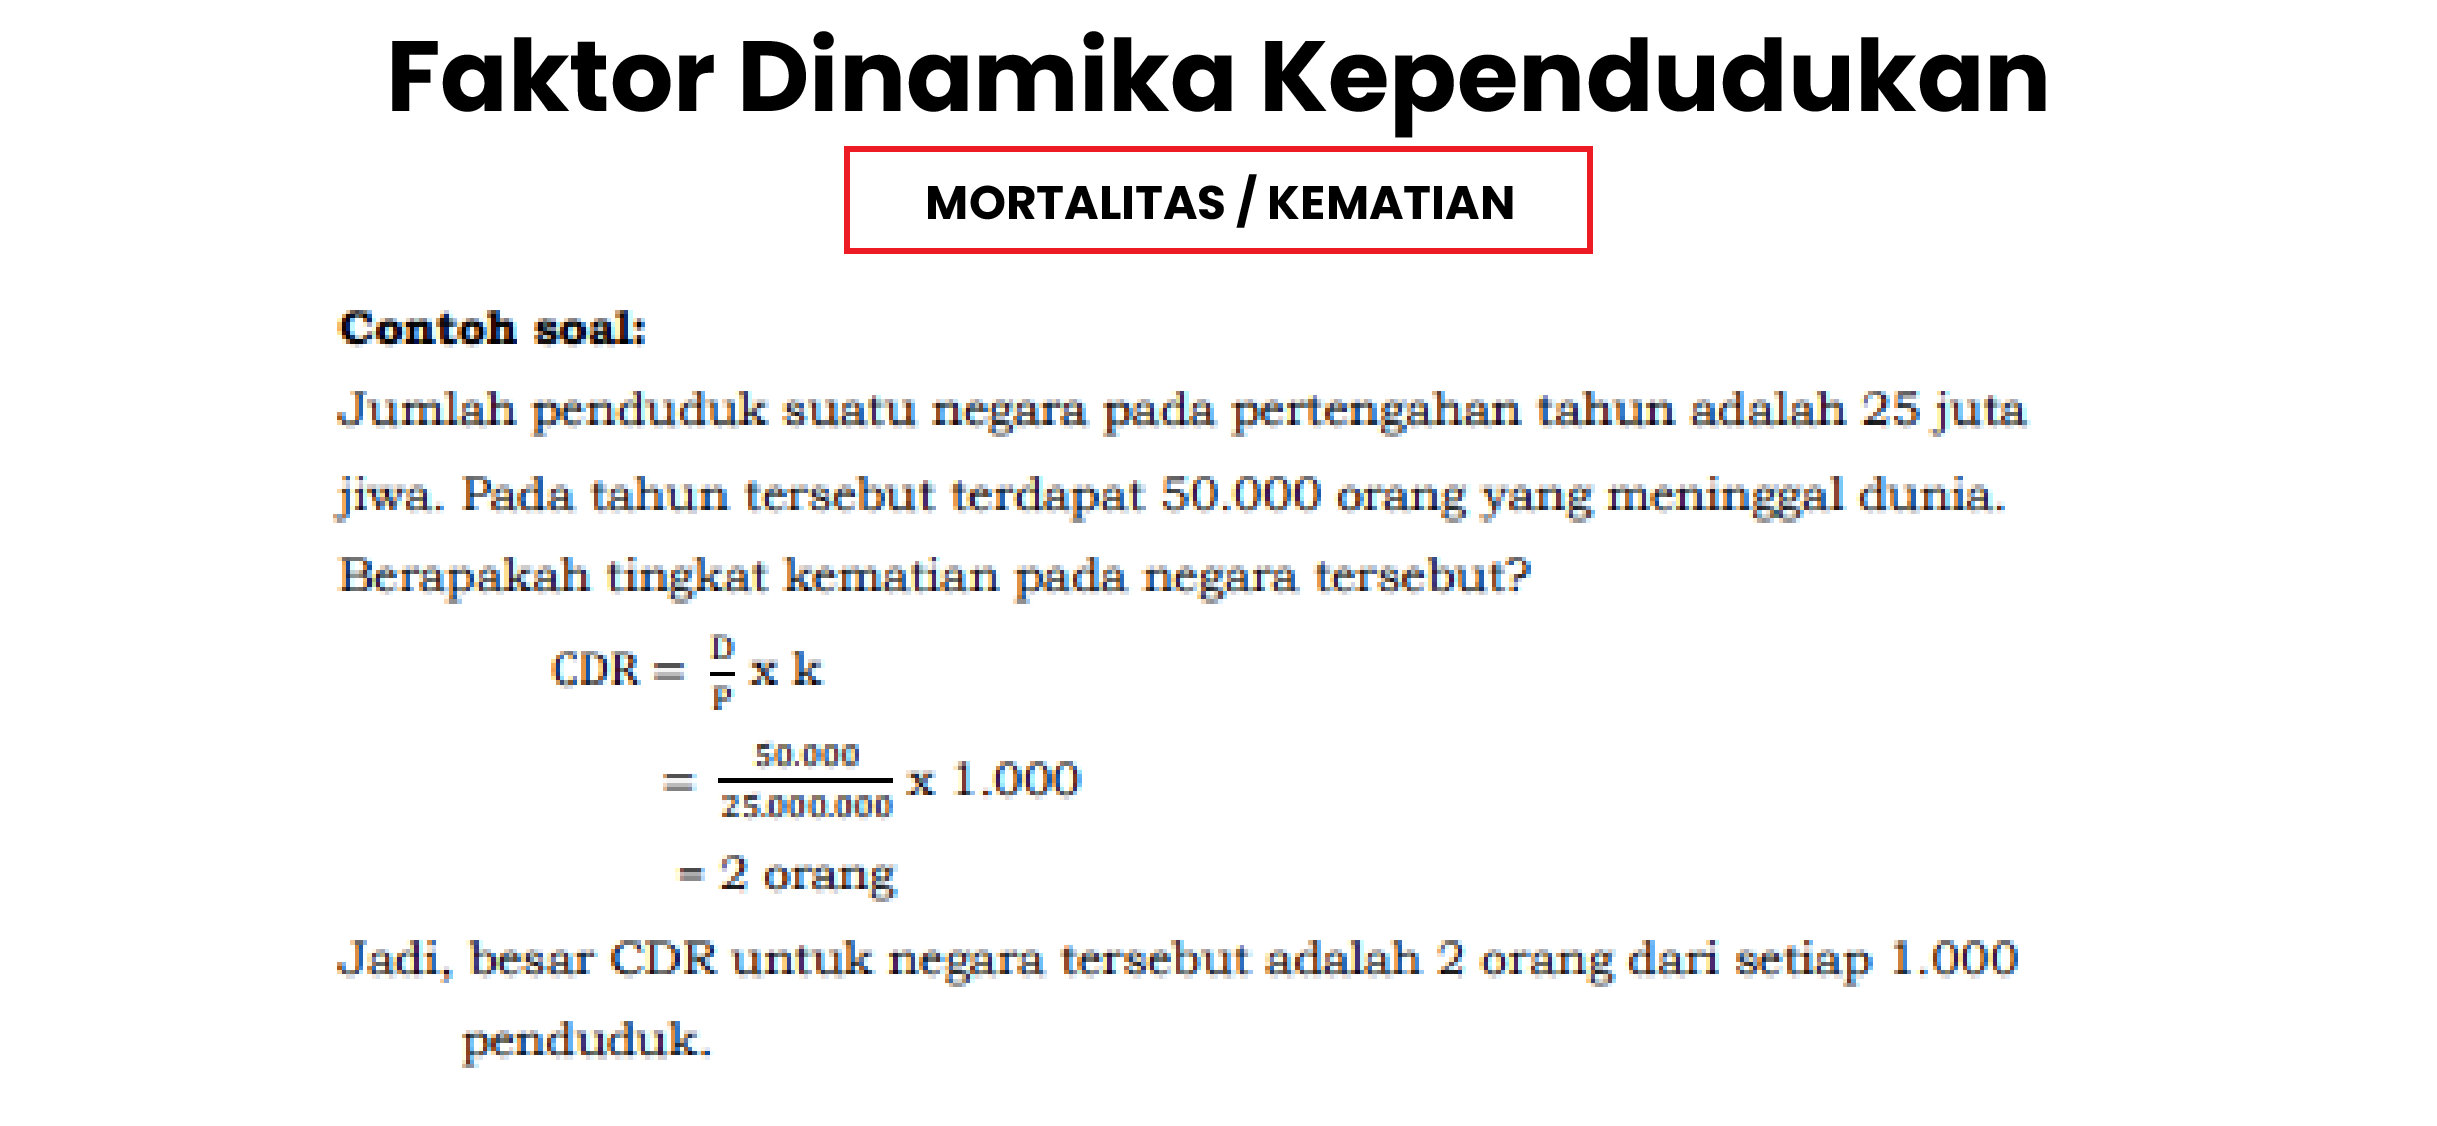 Faktor Dinamika Kependudukan
MORTALITAS / KEMATIAN
Contoh soal:
Jumlah penduduk suatu negara pada pertengahan tahun adalah 25 juta
jiwa. Pada tahun tersebut terdapat 50.000 orang yang meninggal dunia.
Berapakah tingkat kematian pada negara tersebut?
CDR = D/P x k
= 50.000/25.000.000 x 1.000
= 2 orang
Jadi, besar CDR untuk negara tersebut adalah 2 orang dari setiap 1.000
penduduk.